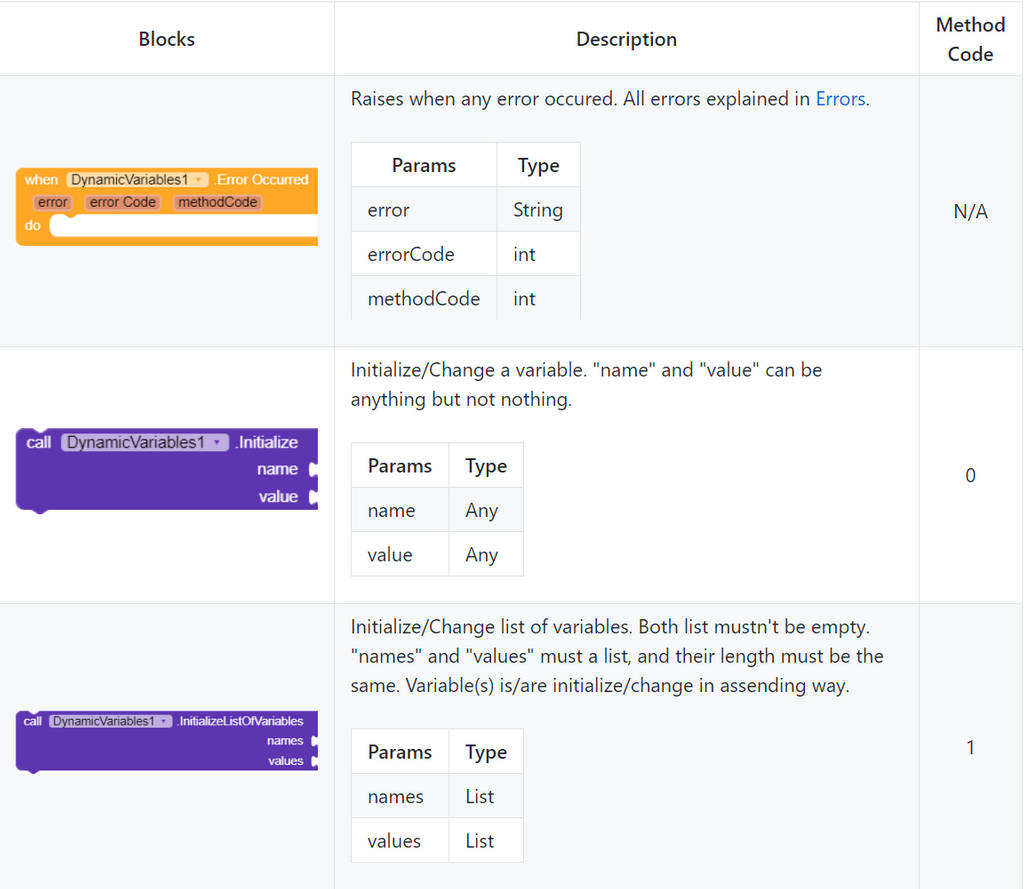 Blocks
Description
Method
Code
when DynamicVariables1 .Error Occurred
error error Code methodCode
do
Raises when any error occured. All errors explained in Errors.
Params Type
error String
errorCode int
methodCode int
N/A
call DynamicVariables1 .Initialize
name
value
Initialize/Change a variable. "name" and "value" can be
anything but not nothing.
Params Type
name Any
value Any
0
call DynamicVariables1 .InitializeListOfVariables
names
values
Initialize/Change list of variables. Both list mustn't be empty.
"names" and "values" must a list, and their length must be the
same. Variable(s) is/are initialize/change in assending way.
Params Type
names List
values List
1